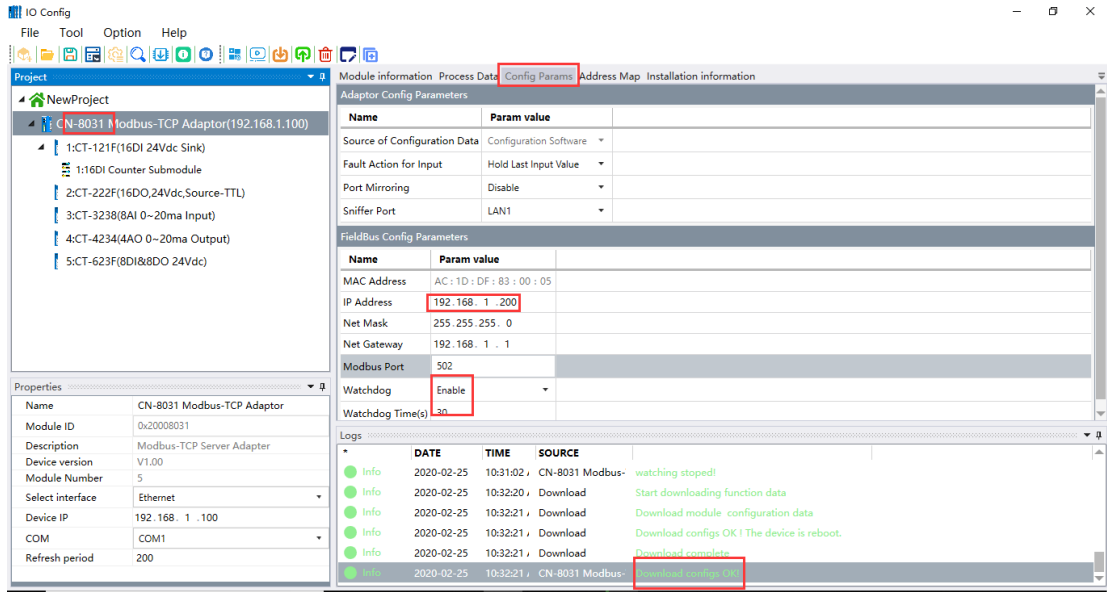 IO Config
File Tool Option Help
Project
NewProject
CN-8031 Modbus-TCP Adaptor(192.168.1.100)
1:CT-121F(16DI 24Vdc Sink)
1:16DI Counter Submodule
2:CT-222F(16DO,24Vdc,Source-TTL)
3:CT-3238(8AI 0~20ma Input)
4:CT-4234(4AO 0~20ma Output)
5:CT-623F(8DI&8DO 24Vdc)
Properties
Name CN-8031 Modbus-TCP Adaptor
Module ID 0x20008031
Description Modbus-TCP Server Adapter
Device version V1.00
Module Number 5
Select interface Ethernet
Device IP 192.168. 1 .100
COM COM1
Refresh period 200
Module information Process Data Config Params Address Map Installation information
Adaptor Config Parameters
Name Param value
Source of Configuration Data Configuration Software
Fault Action for Input Hold Last Input Value
Port Mirroring Disable
Sniffer Port LAN1
FieldBus Config Parameters
Name Param value
MAC Address AC:1D:DF:83:00:05
IP Address 192.168. 1 .200
Net Mask 255.255.255. 0
Net Gateway 192.168. 1 . 1
Modbus Port 502
Watchdog Enable
Watchdog Time(s) 30
Logs
* DATE TIME SOURCE
Info 2020-02-25 10:31:02 CN-8031 Modbus- watching stoped!
Info 2020-02-25 10:32:20 Download Start downloading function data
Info 2020-02-25 10:32:21 Download Download module configuration data
Info 2020-02-25 10:32:21 Download Download configs OK ! The device is reboot.
Info 2020-02-25 10:32:21 Download Download complete
Info 2020-02-25 10:32:21 CN-8031 Modbus- Download configs OK!